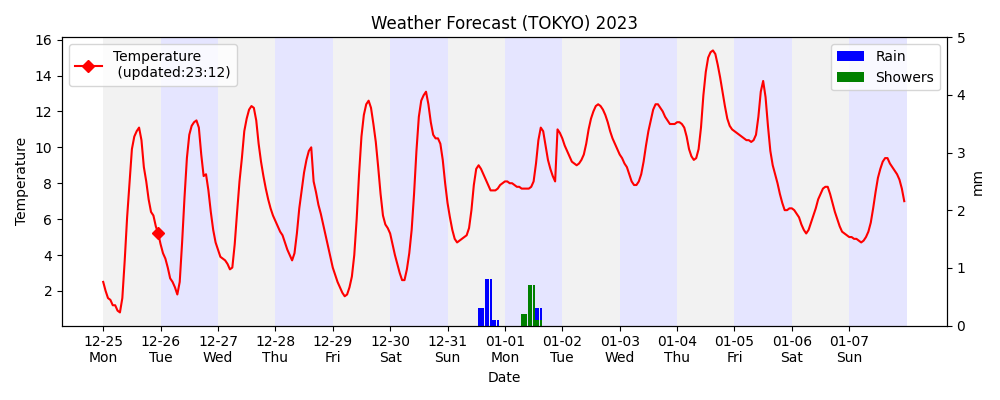 Weather Forecast (TOKYO) 2023
Temperature
(updated:23:12)
Rain
Showers
Temperature
16
14
12
10
8
6
4
2
5
4
3
2
1
0
mm
12-25 12-26 12-27 12-28 12-29 12-30 12-31 01-01 01-02 01-03 01-04 01-05 01-06 01-07
Mon Tue Wed Thu Fri Sat Sun Mon Tue Wed Thu Fri Sat Sun
Date